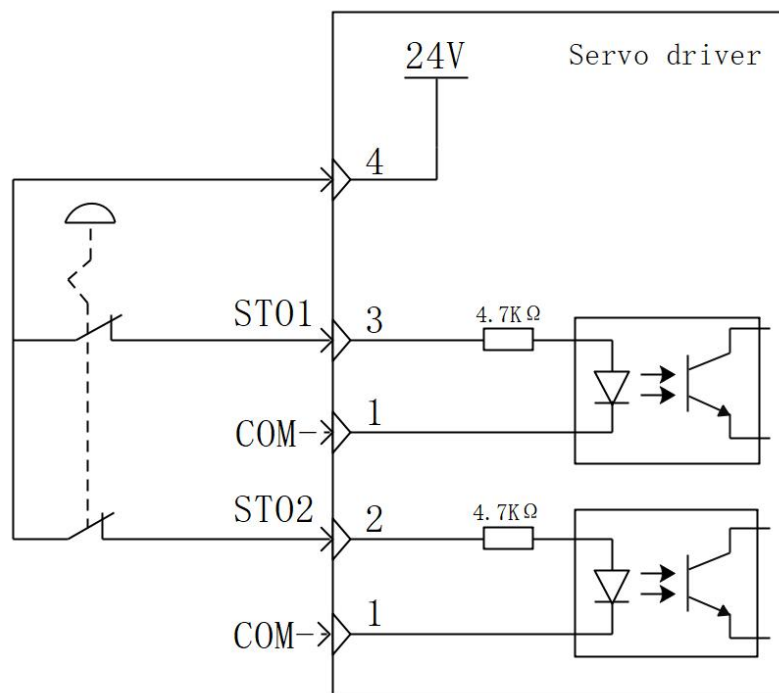 24V
Servo driver
4
STO1
3
4.7KΩ
COM-
1
STO2
2
4.7KΩ
COM-
1